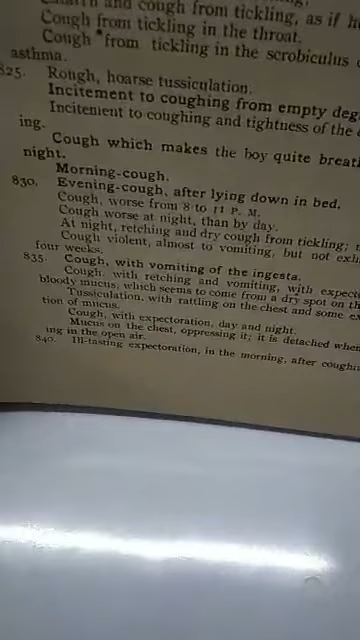 and cough from tickling, as if
Cough from tickling in the throat.
Cough *from tickling in the scrobiculus
asthma.
825. Rough, hoarse tussiculation.
Incitement to coughing from empty
Incitement to coughing and tightness of the
ing.
Cough which makes the boy quite
night.
Morning-cough.
830. Evening-cough, after lying down in bed.
Cough, worse from 8 to 11 P. M.
Cough worse at night, than by day.
At night, retching and dry cough from tickling;
Cough violent, almost to vomiting, but not
four weeks.
835. Cough, with vomiting of the ingesta.
Cough, with retching and vomiting, with
bloody mucus, which seems to come from a dry spot on
Tussiculation, with rattling on the chest and some
tion of mucus.
Cough, with expectoration, day and night.
Mucus on the chest, oppressing it; it is detached
ing in the open air.
840. Ill-tasting expectoration, in the morning, after